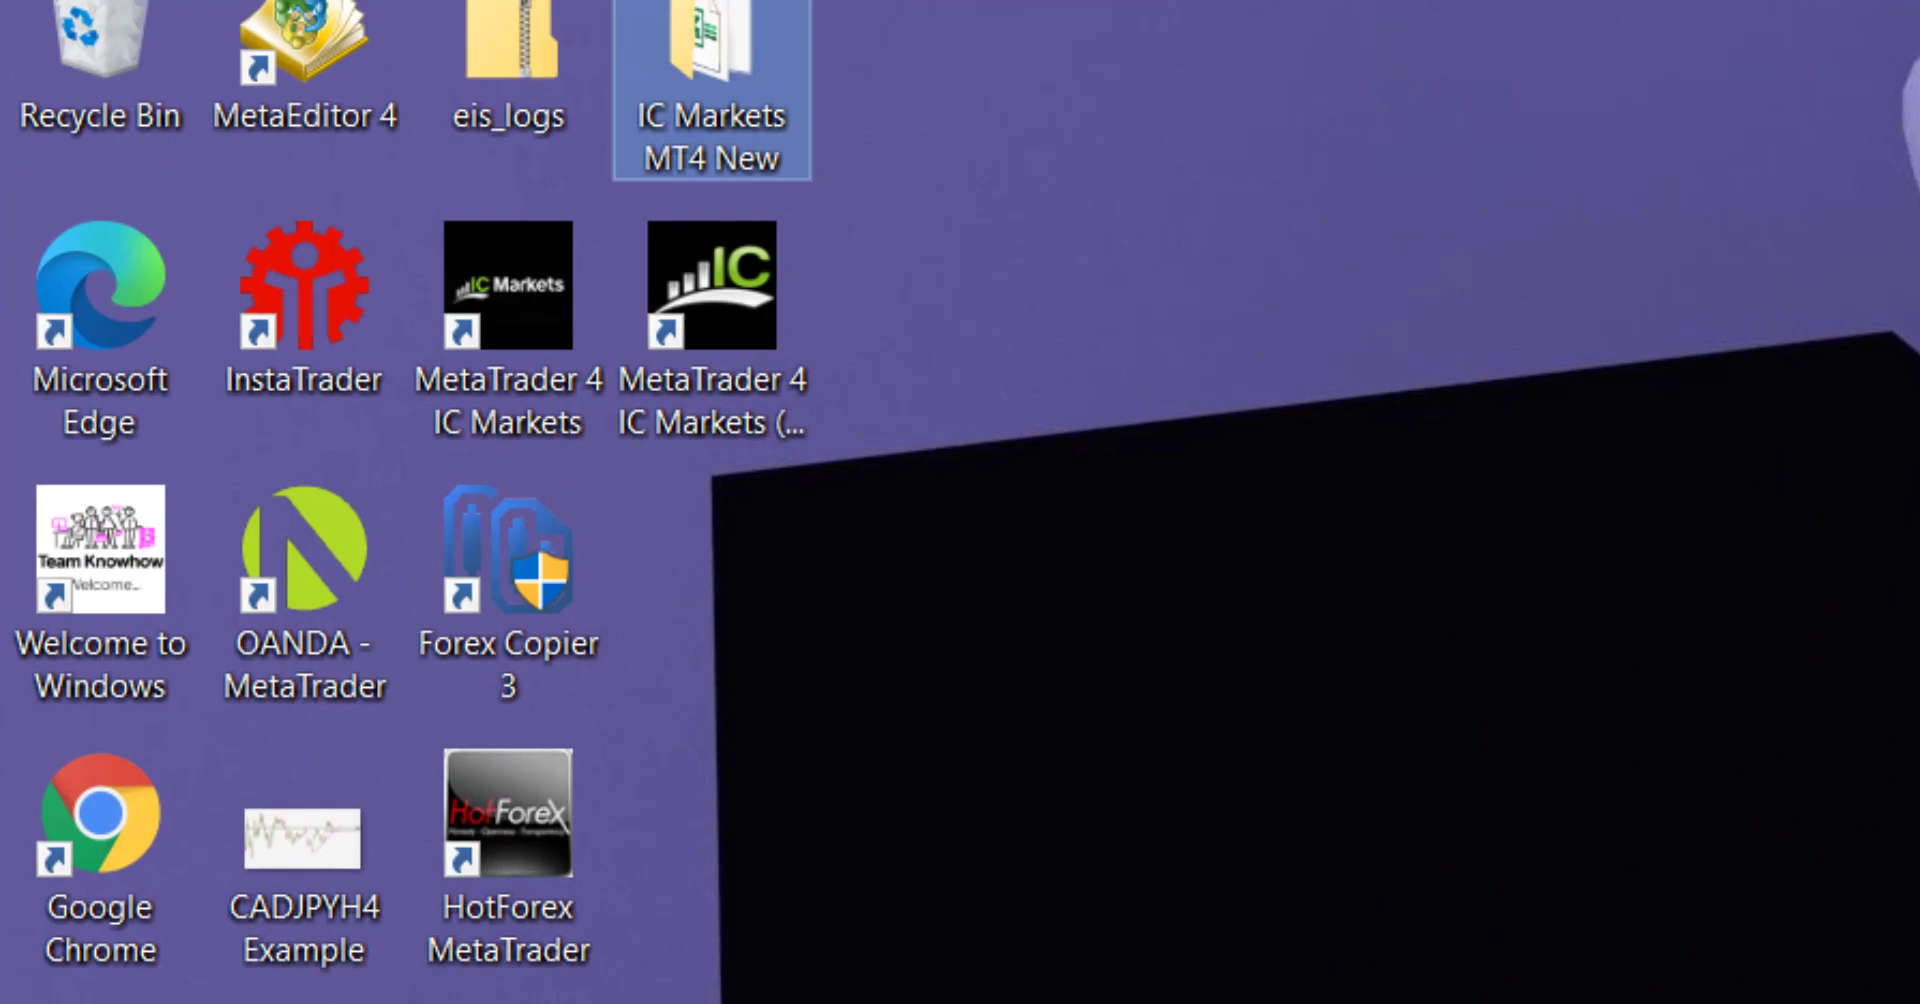 Recycle Bin
MetaEditor 4
eis_logs
IC Markets
MT4 New
Microsoft
Edge
InstaTrader
IC Markets
MetaTrader 4
IC Markets
IC
MetaTrader 4
IC Markets (...
Team Knowhow
Welcome...
Welcome to
Windows
OANDA -
MetaTrader
Forex Copier
3
Google
Chrome
CADJPYH4
Example
HotForex
HotForex
MetaTrader